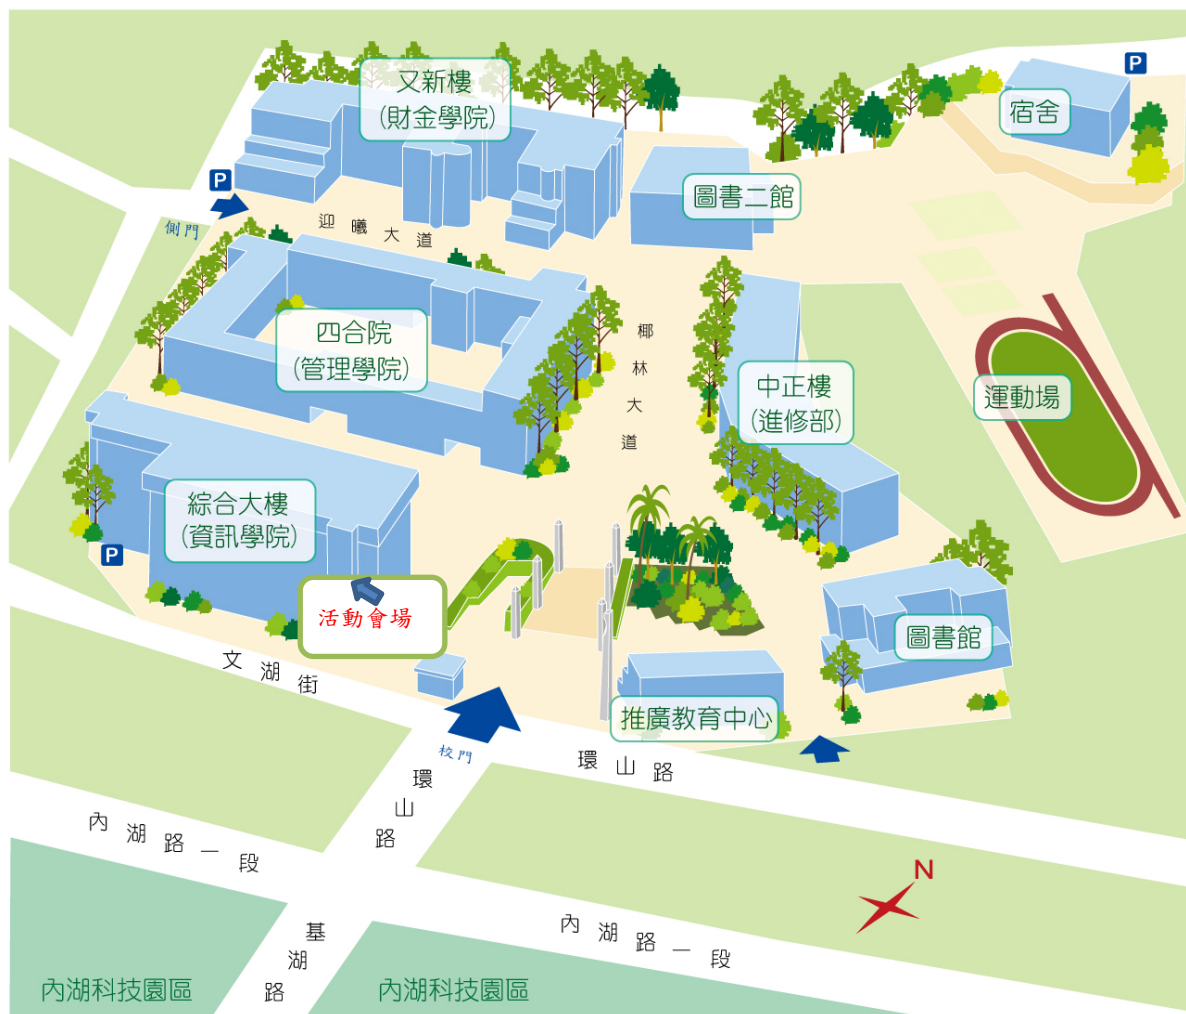 P
又新樓
(財金學院)
宿舍
P
圖書二館
側門
迎曦大道
四合院
(管理學院)
椰林大道
中正樓
(進修部)
運動場
綜合大樓
(資訊學院)
P
活動會場
圖書館
文湖街
推廣教育中心
校門
環山路
環山路
內湖路一段
N
基湖路
內湖路一段
內湖科技園區
內湖科技園區